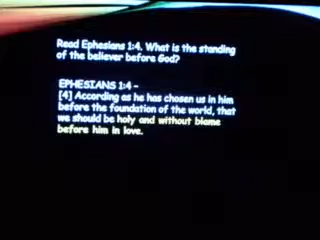 Read Ephesians 1:4. What is the standing
of the believer before God?
EPHESIANS 1:4 –
[4] According as he has chosen us in him
before the foundation of the world, that
we should be holy and without blame
before him in love.